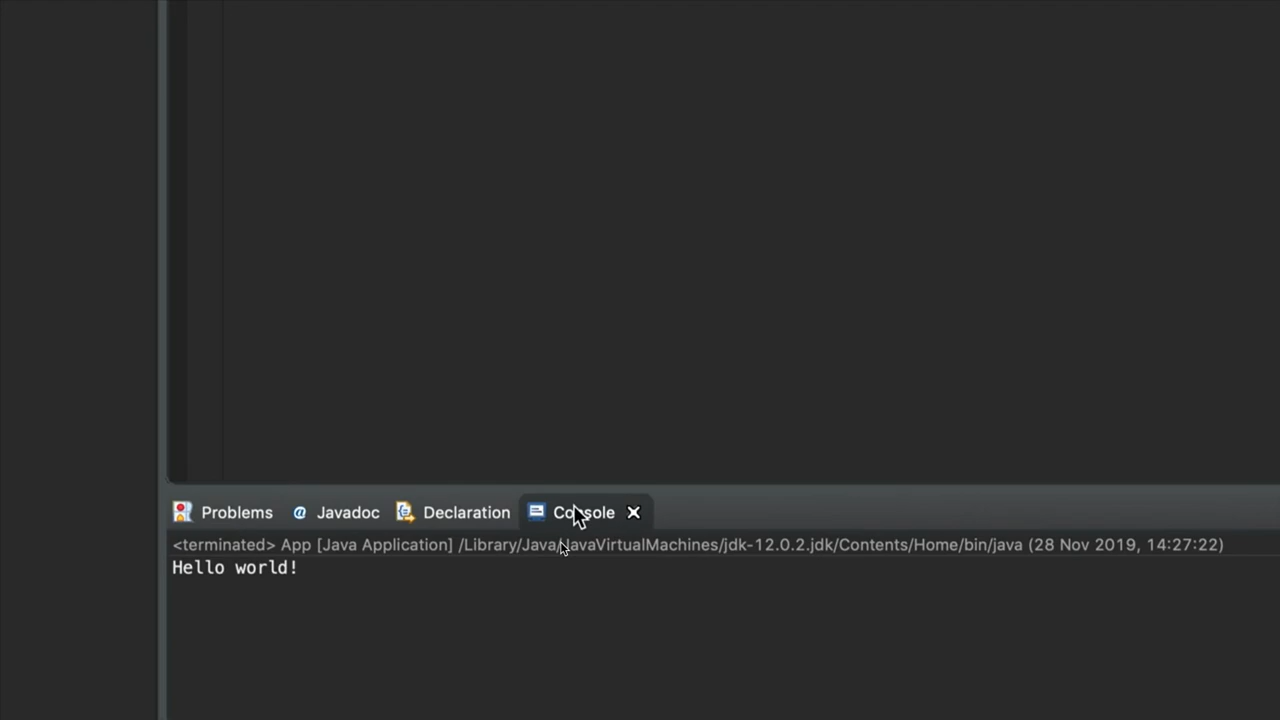 Problems @ Javadoc Declaration Console
<terminated> App [Java Application] /Library/Java/JavaVirtualMachines/jdk-12.0.2.jdk/Contents/Home/bin/java (28 Nov 2019, 14:27:22)
Hello world!